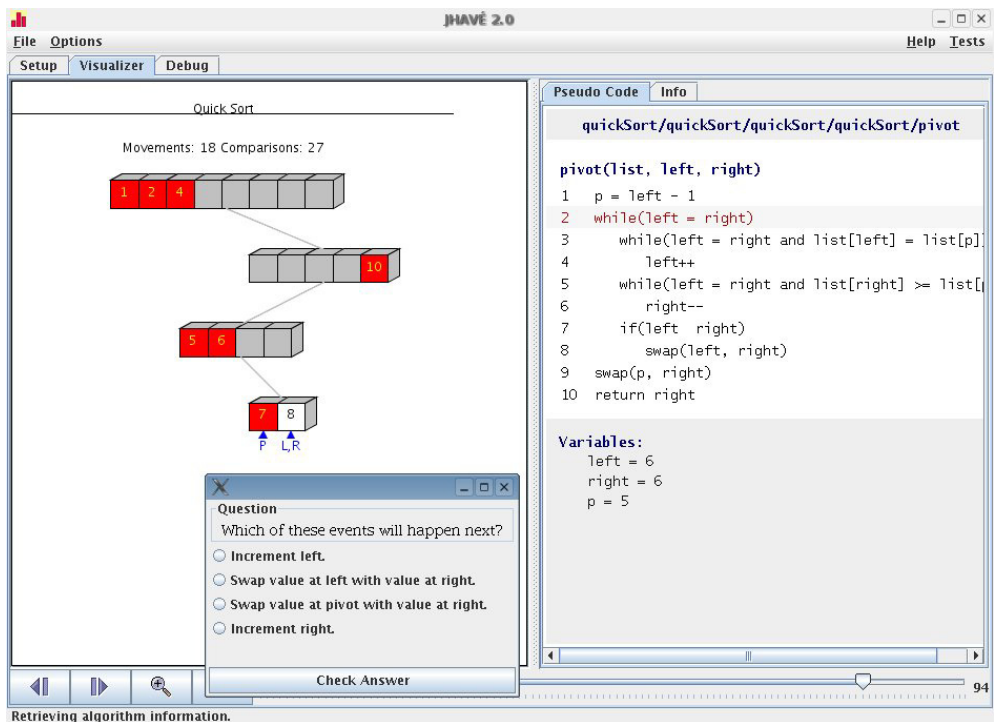 JHAVÉ 2.0
File Options Help Tests
Setup Visualizer Debug
Quick Sort
Movements: 18 Comparisons: 27
1 2 4
10
5 6
7 8
P L,R
Pseudo Code Info
quickSort/quickSort/quickSort/quickSort/pivot
pivot(list, left, right)
1 p = left - 1
2 while(left = right)
3 while(left = right and list[left] = list[p]
4 left++
5 while(left = right and list[right] >= list[
6 right--
7 if(left right)
8 swap(left, right)
9 swap(p, right)
10 return right
Variables:
left = 6
right = 6
p = 5
Question
Which of these events will happen next?
Increment left.
Swap value at left with value at right.
Swap value at pivot with value at right.
Increment right.
Check Answer
94
Retrieving algorithm information.